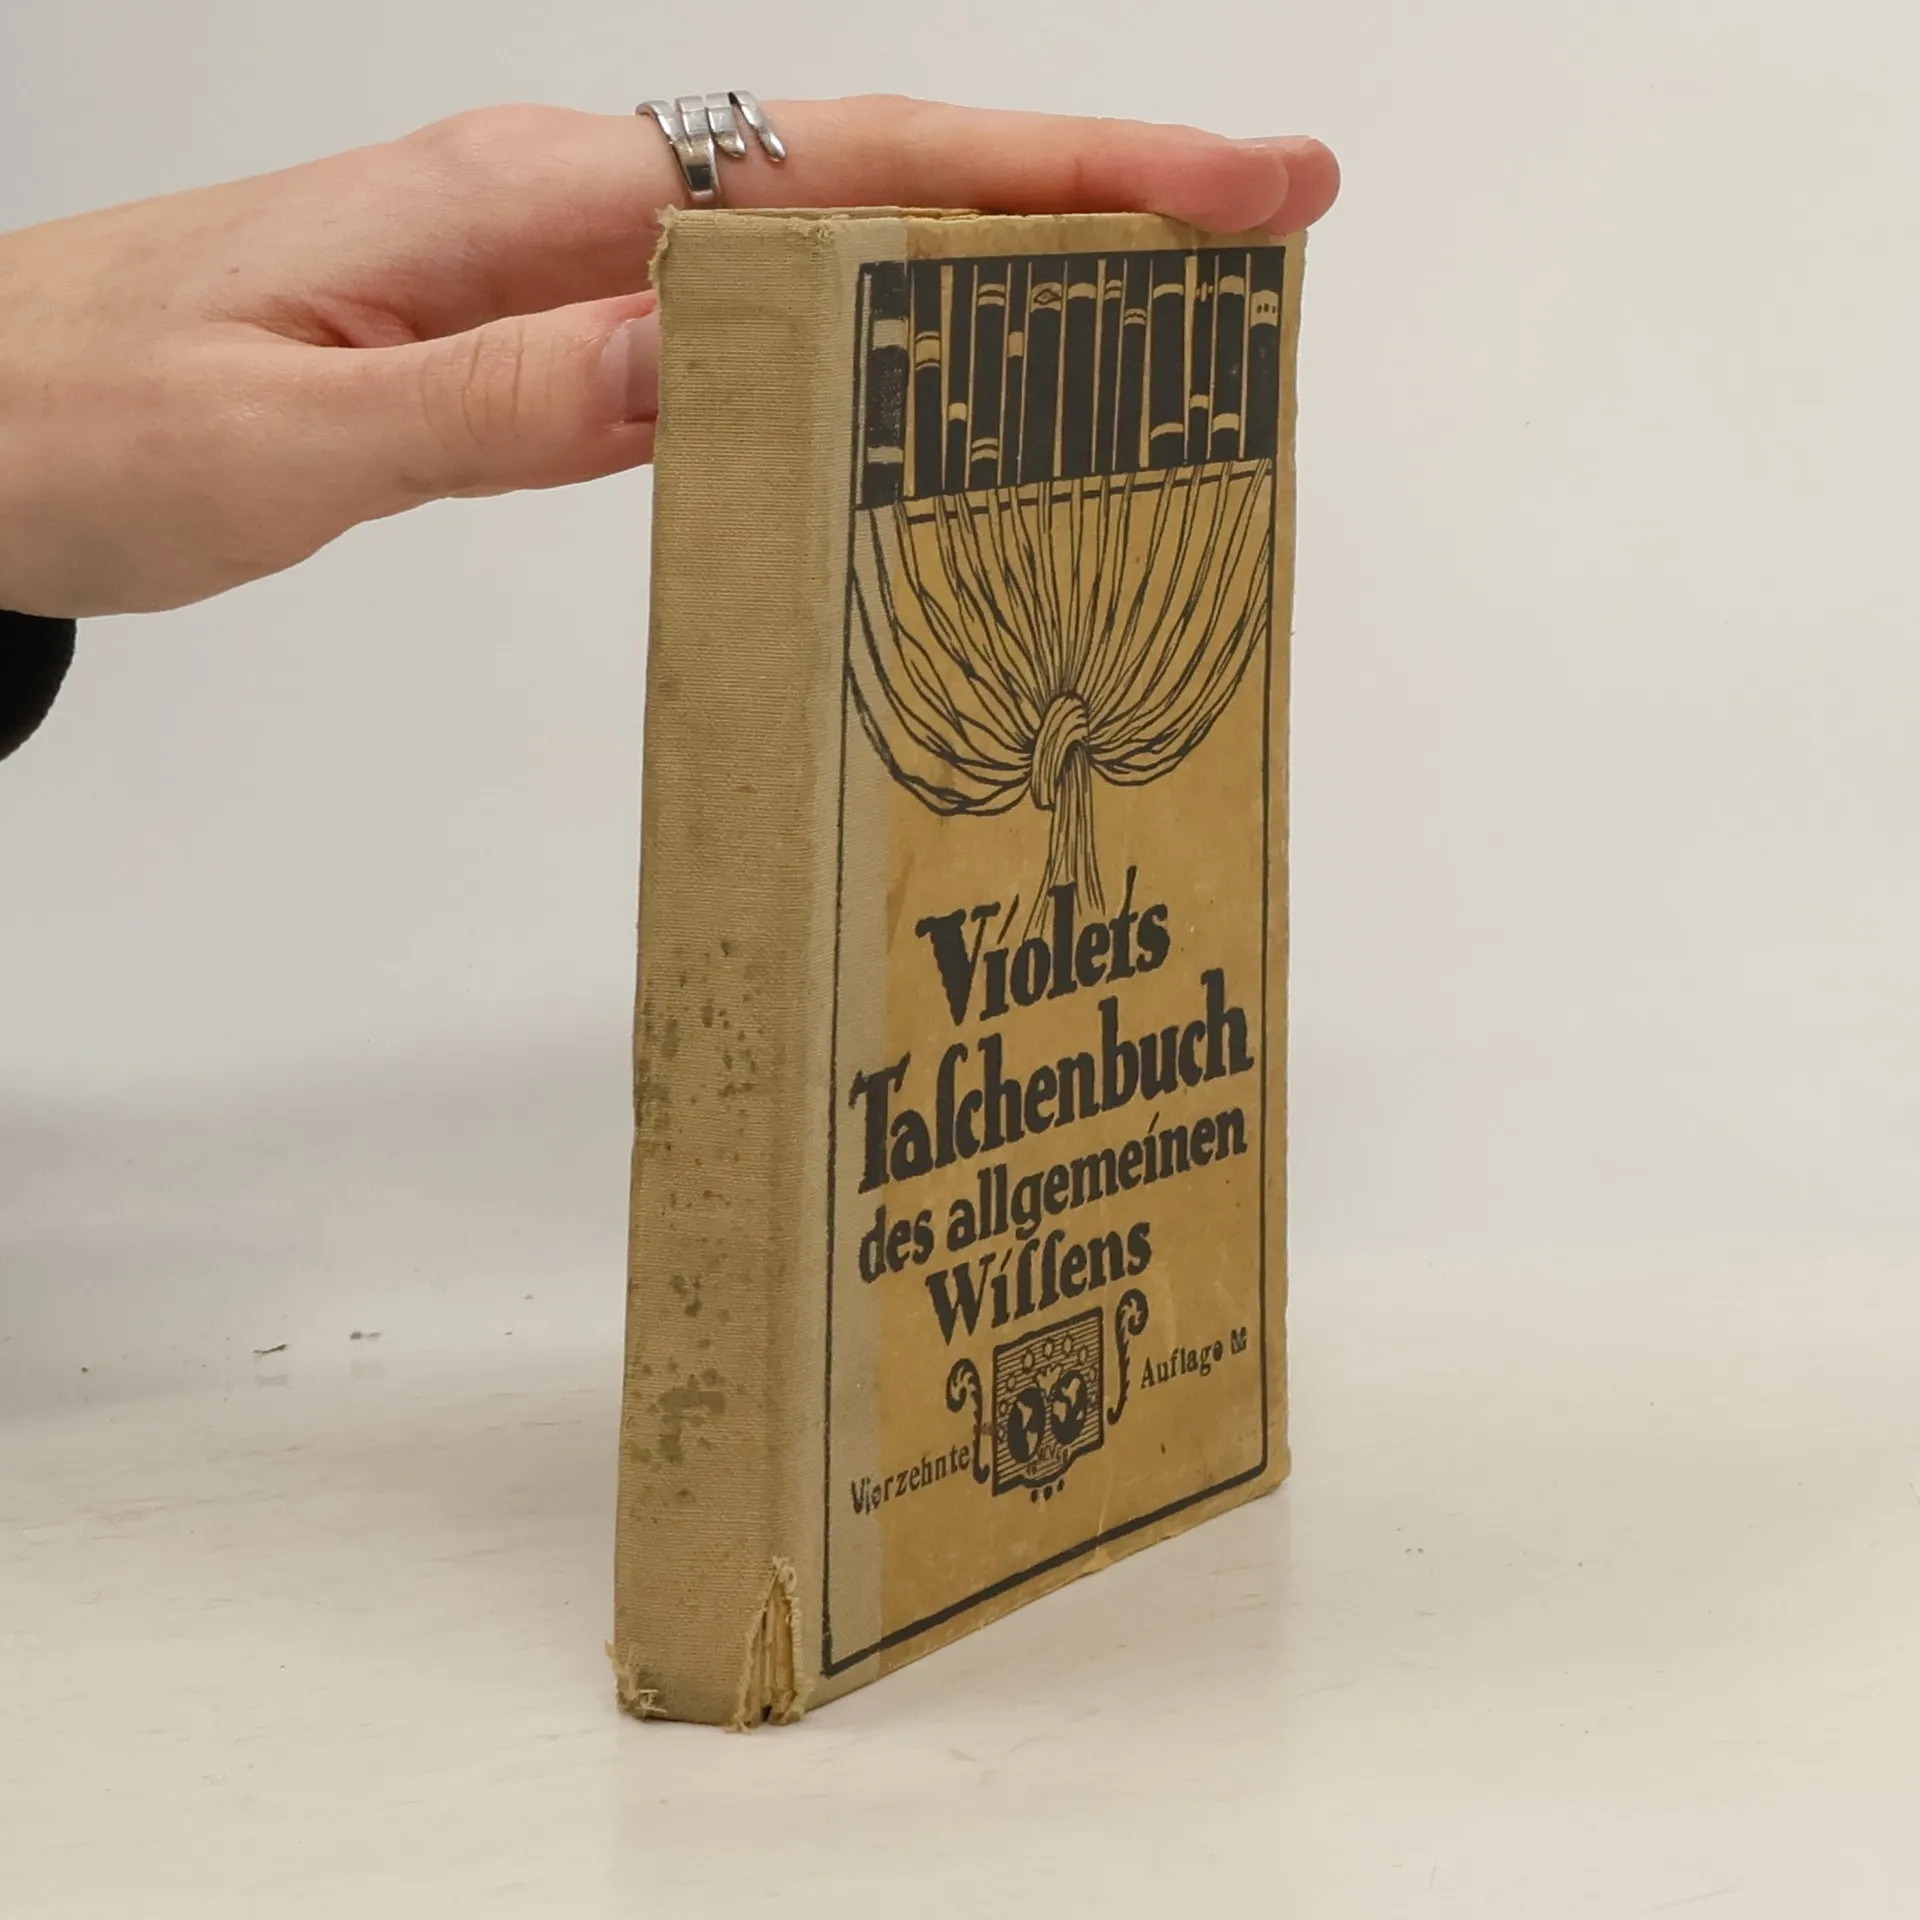 Violets
Taſchenbuch
des allgemeinen
Wiſſens
Vierzehnte Auflage